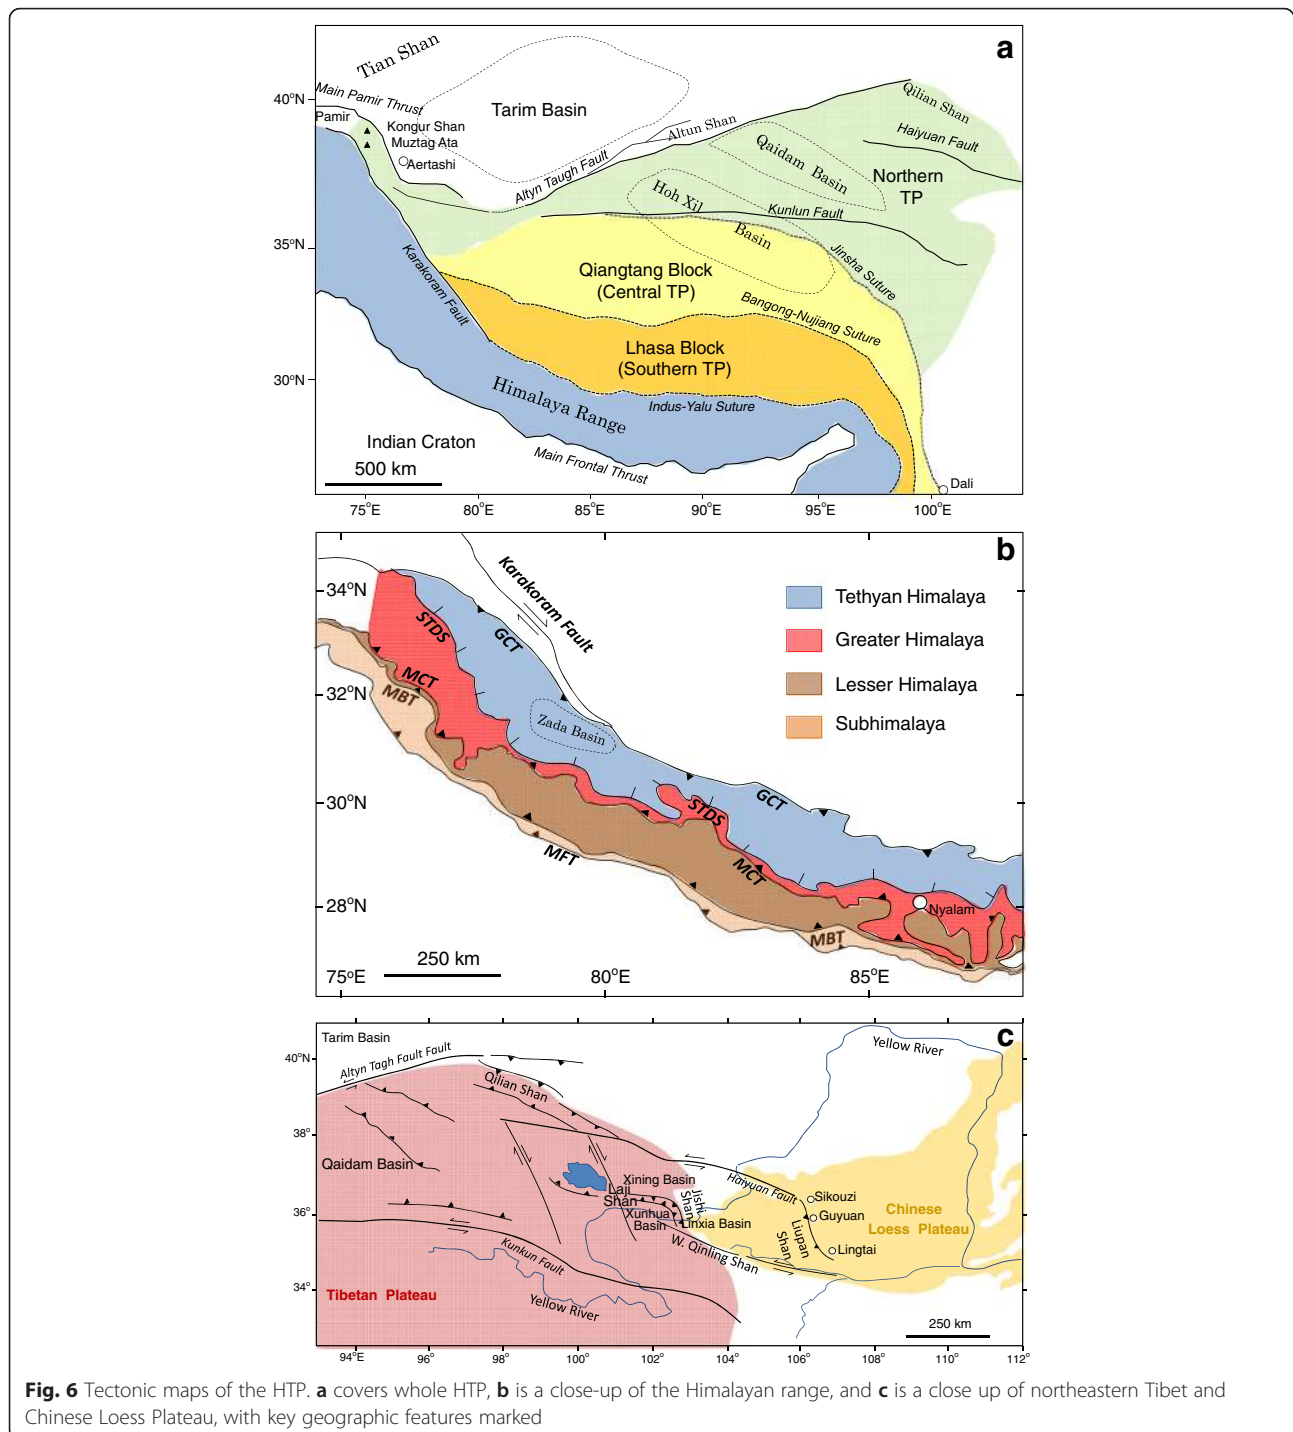 a
Tian Shan
40°N
Main Pamir Thrust
Pamir
Kongur Shan
Muztag Ata
Aertashi
Tarim Basin
Altun Shan
Altyn Taugh Fault
Qilian Shan
Haiyuan Fault
Qaidam Basin
Northern
TP
Hoh Xil
Basin
Kunlun Fault
Jinsha Suture
35°N
Karakoram Fault
Qiangtang Block
(Central TP)
Bangong-Nujiang Suture
Lhasa Block
(Southern TP)
30°N
Himalaya Range
Indus-Yalu Suture
Indian Craton
Main Frontal Thrust
500 km
Dali
75°E
80°E
85°E
90°E
95°E
100°E
b
Karakoram Fault
34°N
Tethyan Himalaya
Greater Himalaya
Lesser Himalaya
Subhimalaya
STDS
GCT
MCT
MBT
32°N
Zada Basin
30°N
STDS
GCT
MFT
MCT
28°N
Nyalam
MBT
250 km
75°E
80°E
85°E
c
Tarim Basin
Yellow River
40°N
Altyn Tagh Fault Fault
Qilian Shan
38°
Qaidam Basin
Xining Basin
Laji
Shan
Jishi
Shan
Xunhua
Basin
Linxia Basin
Haiyuan Fault
Sikouzi
Guyuan
Liupan
Shan
Lingtai
Chinese
Loess Plateau
36°
W. Qinling Shan
Kunkun Fault
34°
Tibetan Plateau
Yellow River
250 km
94°E
96°
98°
100°
102°
104°
106°
108°
110°
112°
Fig. 6 Tectonic maps of the HTP. a covers whole HTP, b is a close-up of the Himalayan range, and c is a close up of northeastern Tibet and
Chinese Loess Plateau, with key geographic features marked